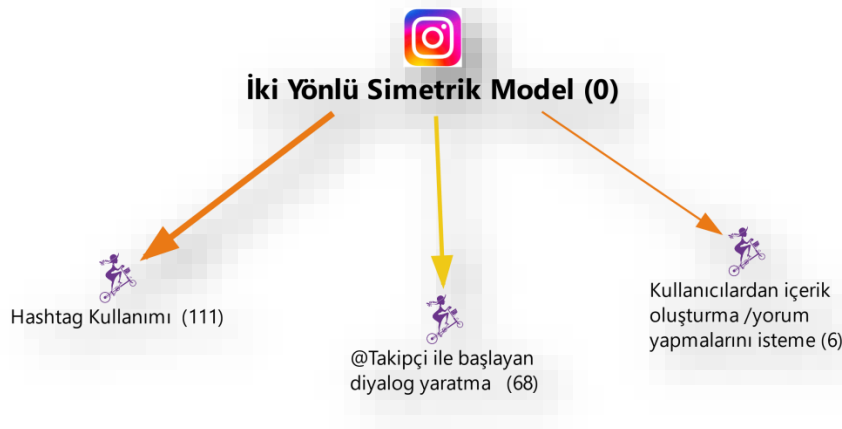 İki Yönlü Simetrik Model (0)
Hashtag Kullanımı (111)
@Takipçi ile başlayan
diyalog yaratma (68)
Kullanıcılardan içerik
oluşturma /yorum
yapmalarını isteme (6)